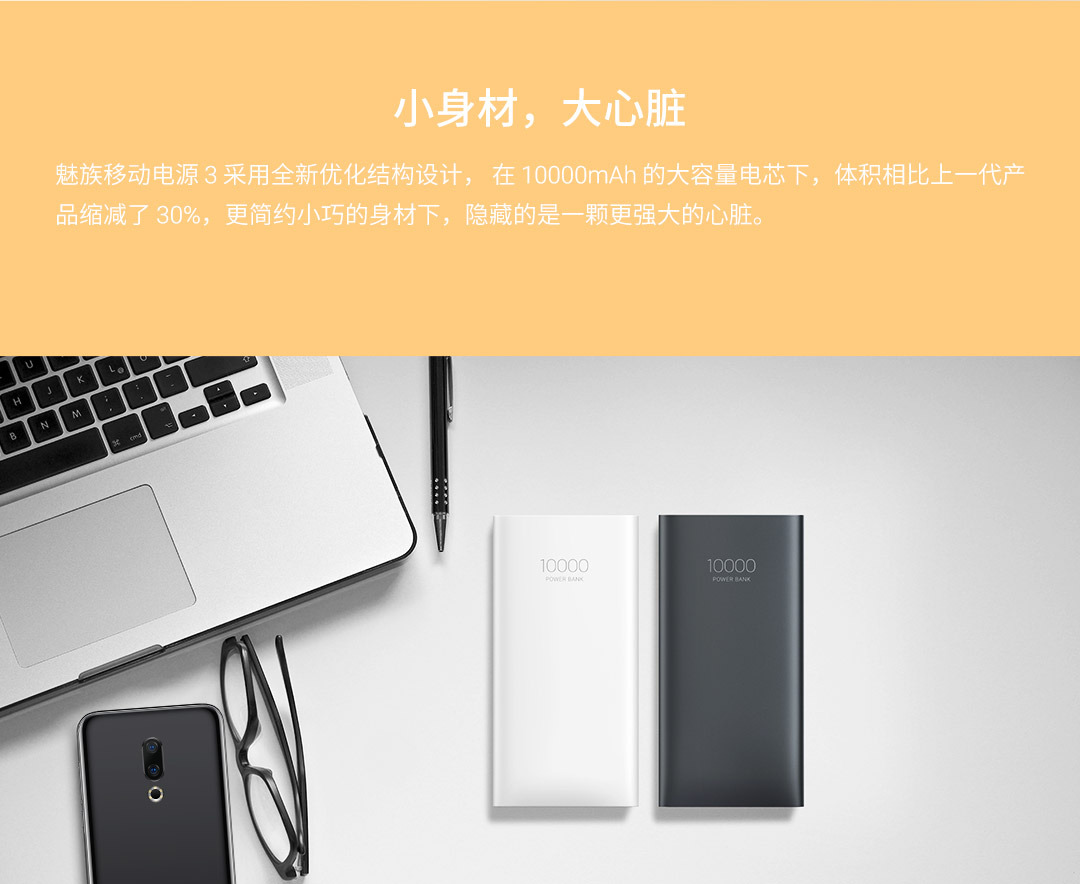 小身材，大心脏
魅族移动电源 3 采用全新优化结构设计， 在 10000mAh 的大容量电芯下，体积相比上一代产
品缩减了 30%，更简约小巧的身材下，隐藏的是一颗更强大的心脏。
U
H J K L
B N M
cmd
10000
POWER BANK
10000
POWER BANK